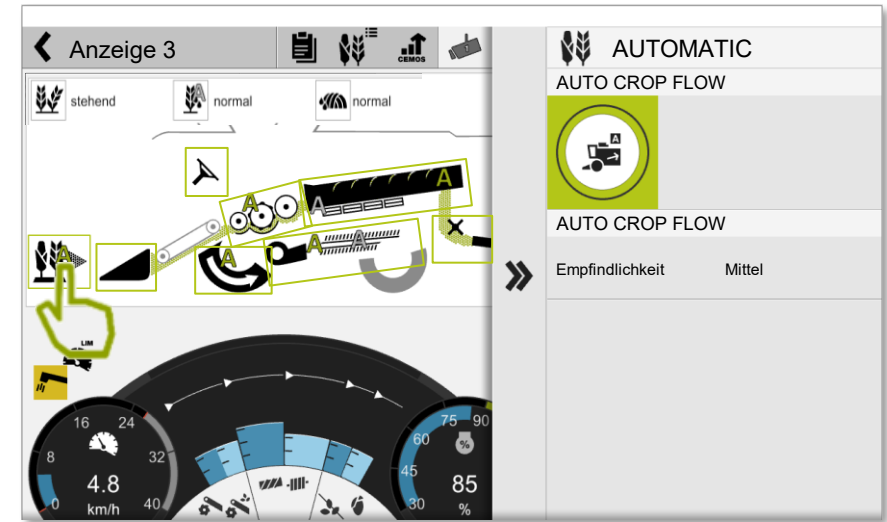 Anzeige 3
CEMOS
AUTOMATIC
AUTO CROP FLOW
stehend
A
normal
normal
A
A
A
A
A
A
A
A
AUTO CROP FLOW
Empfindlichkeit Mittel
LIM
16 24
8 32
0 40
4.8
km/h
75 90
60
45
30
%
85
%